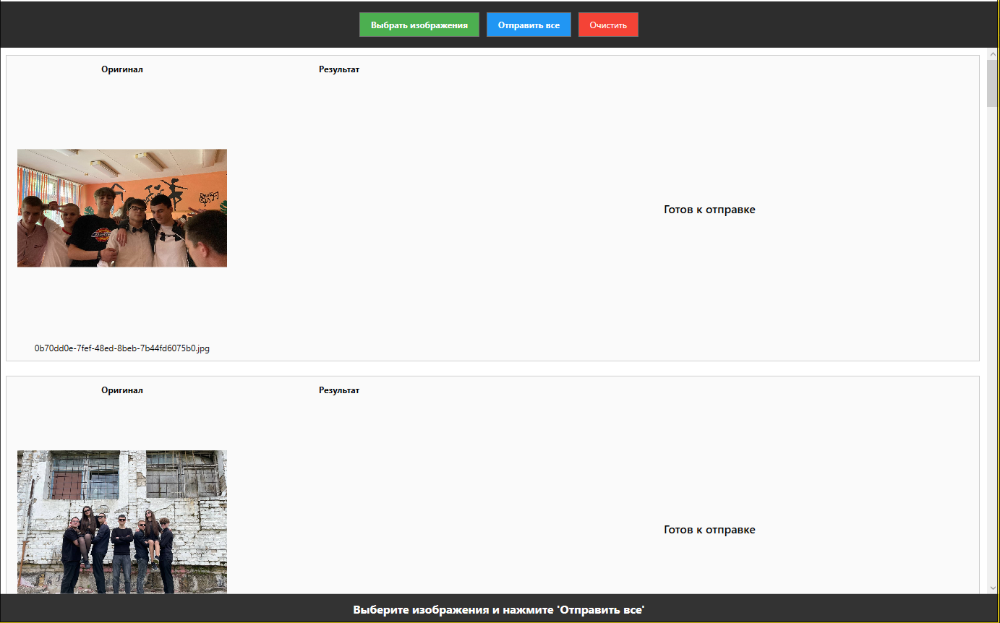 Выбрать изображения
Отправить все
Очистить
Оригинал
Результат
Готов к отправке
0b70dd0e-7fef-48ed-8beb-7b44fd6075b0.jpg
Оригинал
Результат
Готов к отправке
Выберите изображения и нажмите 'Отправить все'